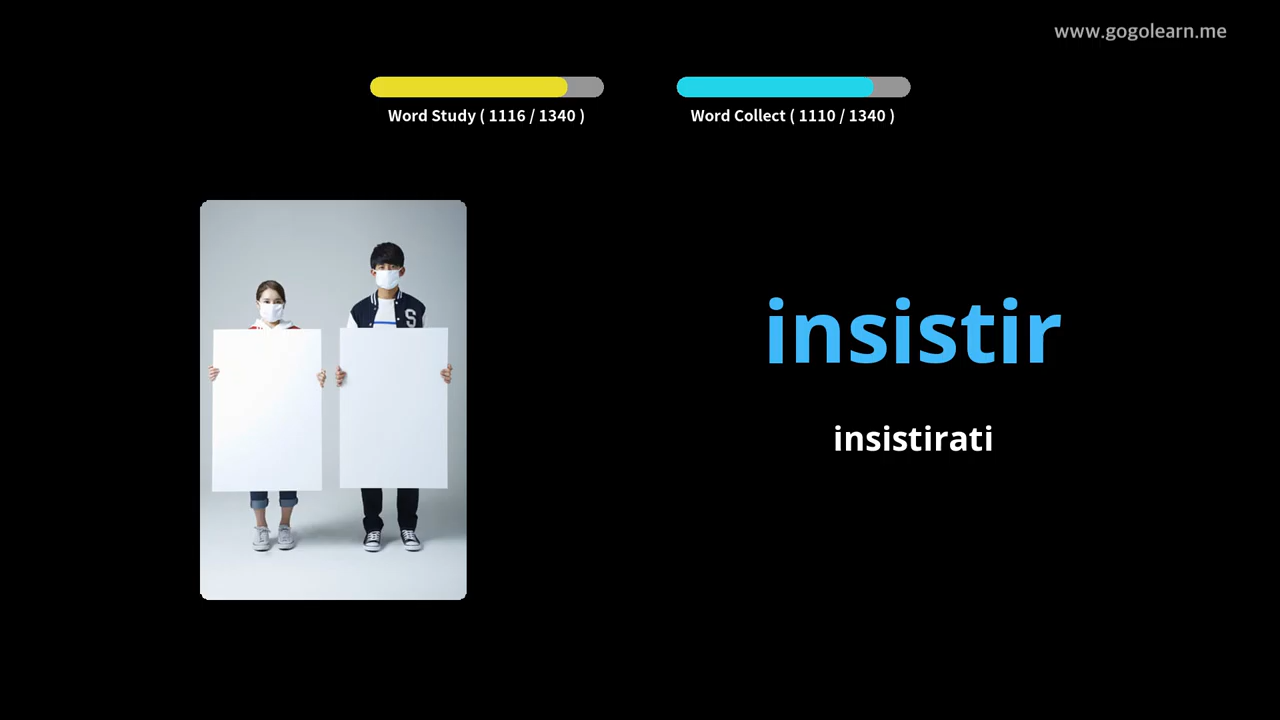 www.gogolearn.me
Word Study ( 1116 / 1340 )
Word Collect ( 1110 / 1340 )
S
insistir
insistirati